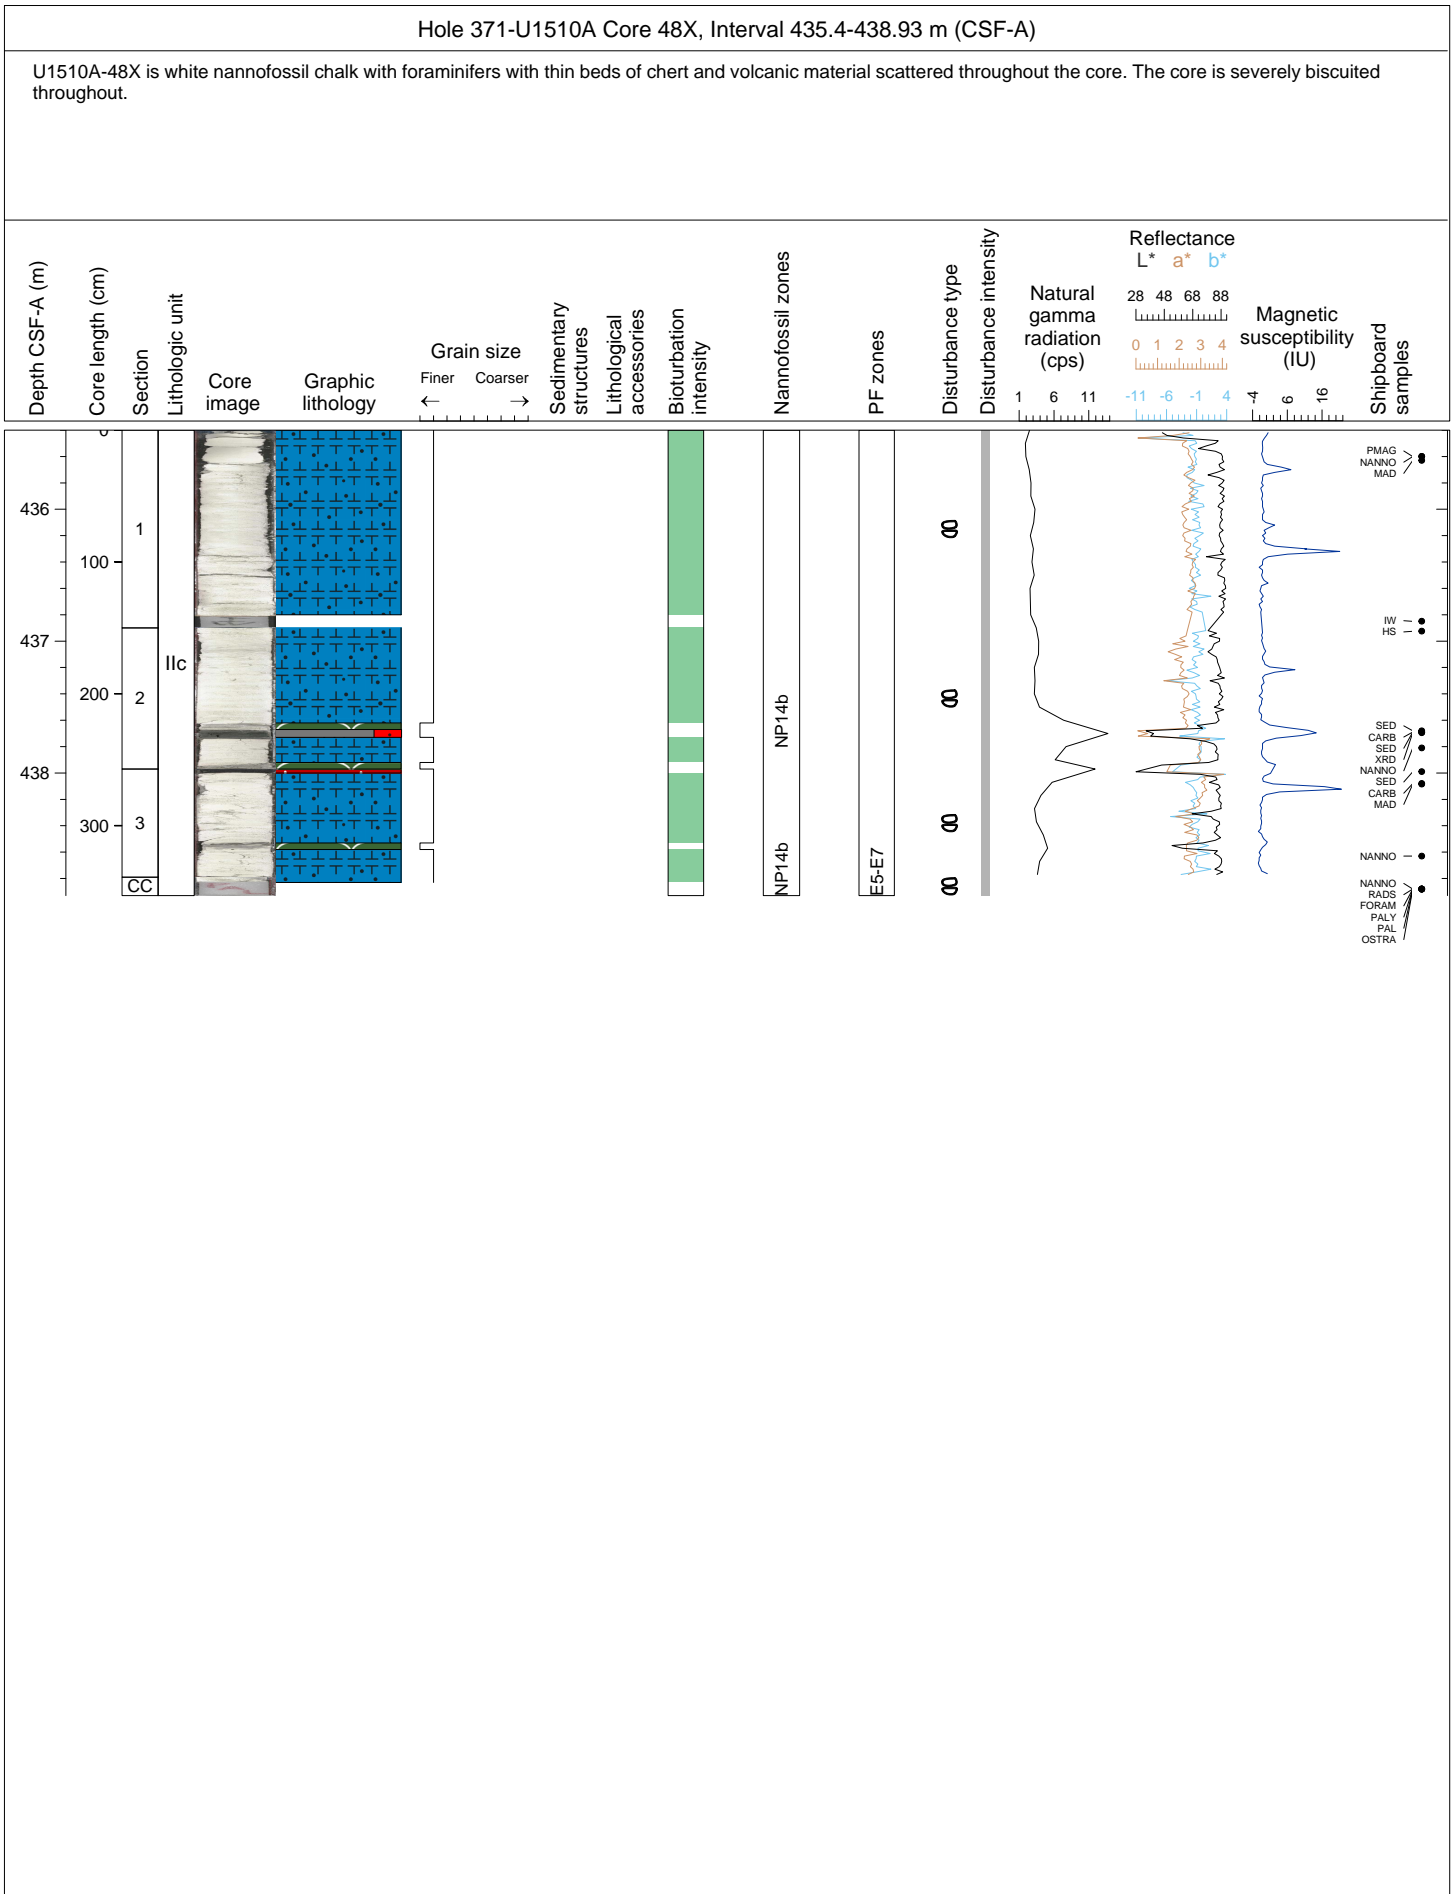 Hole 371-U1510A Core 48X, Interval 435.4-438.93 m (CSF-A)
U1510A-48X is white nannofossil chalk with foraminifers with thin beds of chert and volcanic material scattered throughout the core. The core is severely biscuited
throughout.
Depth CSF-A (m)
Core length (cm)
Section
Lithologic unit
Core
image
Graphic
lithology
Grain size
Finer Coarser
← →
Sedimentary
structures
Lithological
accessories
Bioturbation
intensity
Nannofossil zones
PF zones
Disturbance type
Disturbance intensity
Natural
gamma
radiation
(cps)
1 6 11
Reflectance
L* a* b*
28 48 68 88
0 1 2 3 4
-11 -6 -1 4
Magnetic
susceptibility
(IU)
-4 6 16
Shipboard
samples
0
100
200
300
436
437
438
1
2
3
CC
IIc
NP14b
NP14b
E5-E7
PMAG
NANNO
MAD
IW
HS
SED
CARB
SED
XRD
NANNO
SED
CARB
MAD
NANNO
NANNO
RADS
FORAM
PALY
PAL
OSTRA